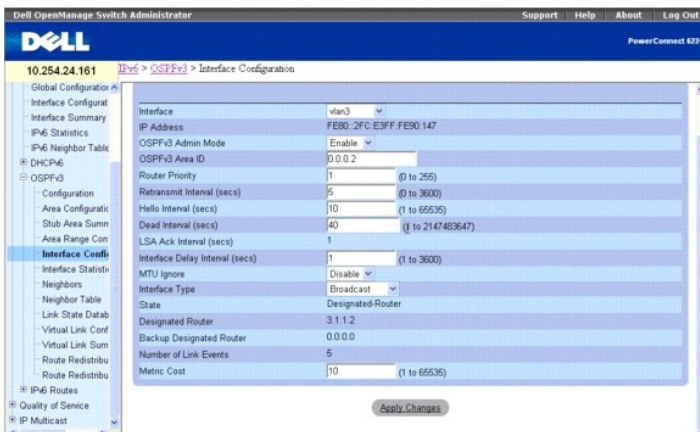 Dell OpenManage Switch Administrator
Support Help About Log Out
DELL
PowerConnect 622
10.254.24.161
IPv6 > OSPFv3 > Interface Configuration
Global Configuration
Interface Configurat
Interface Summary
IPv6 Statistics
IPv6 Neighbor Table
DHCPv6
OSPFv3
Configuration
Area Configuratic
Stub Area Summ
Area Range Con
Interface Config
Interface Statisti
Neighbors
Neighbor Table
Link State Datab
Virtual Link Conf
Virtual Link Sum
Route Redistribu
Route Redistribu
IPv6 Routes
Quality of Service
IP Multicast
Interface vlan3
IP Address FE80::2FC:E3FF:FE90:147
OSPFv3 Admin Mode Enable
OSPFv3 Area ID 0.0.0.2
Router Priority 1 (0 to 255)
Retransmit Interval (secs) 5 (0 to 3600)
Hello Interval (secs) 10 (1 to 65535)
Dead Interval (secs) 40 (1 to 2147483647)
LSA Ack Interval (secs) 1
Interface Delay Interval (secs) 1 (1 to 3600)
MTU Ignore Disable
Interface Type Broadcast
State Designated-Router
Designated Router 3.1.1.2
Backup Designated Router 0.0.0.0
Number of Link Events 5
Metric Cost 10 (1 to 65535)
Apply Changes